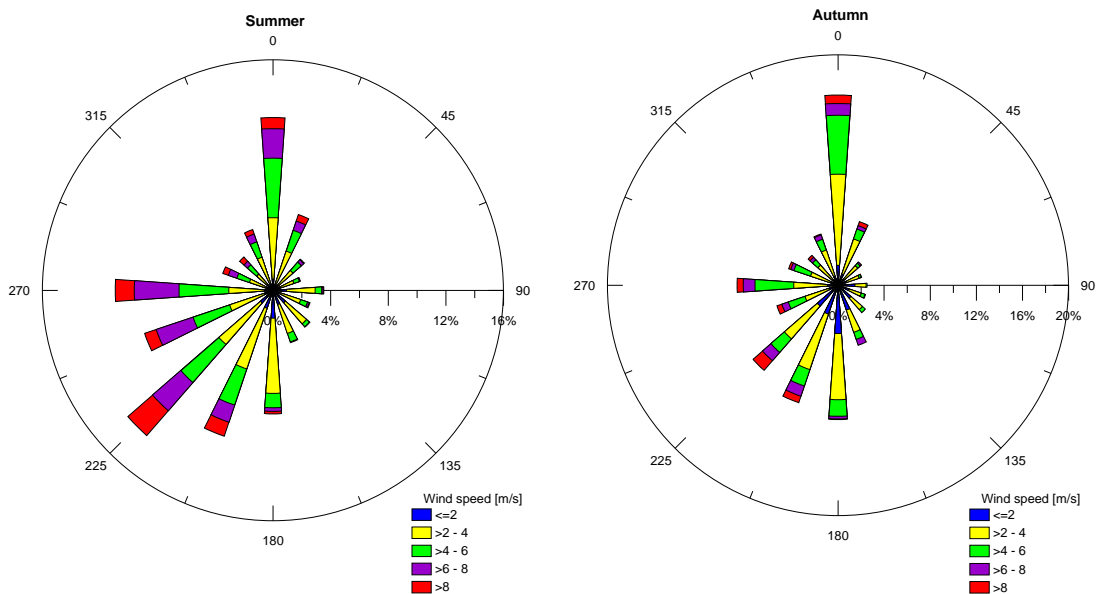 Summer
0
315
45
270
90
0% 4% 8% 12% 16%
225
135
180
Wind speed [m/s]
<=2
>2 - 4
>4 - 6
>6 - 8
>8
Autumn
0
315
45
270
90
0% 4% 8% 12% 16% 20%
225
135
180
Wind speed [m/s]
<=2
>2 - 4
>4 - 6
>6 - 8
>8